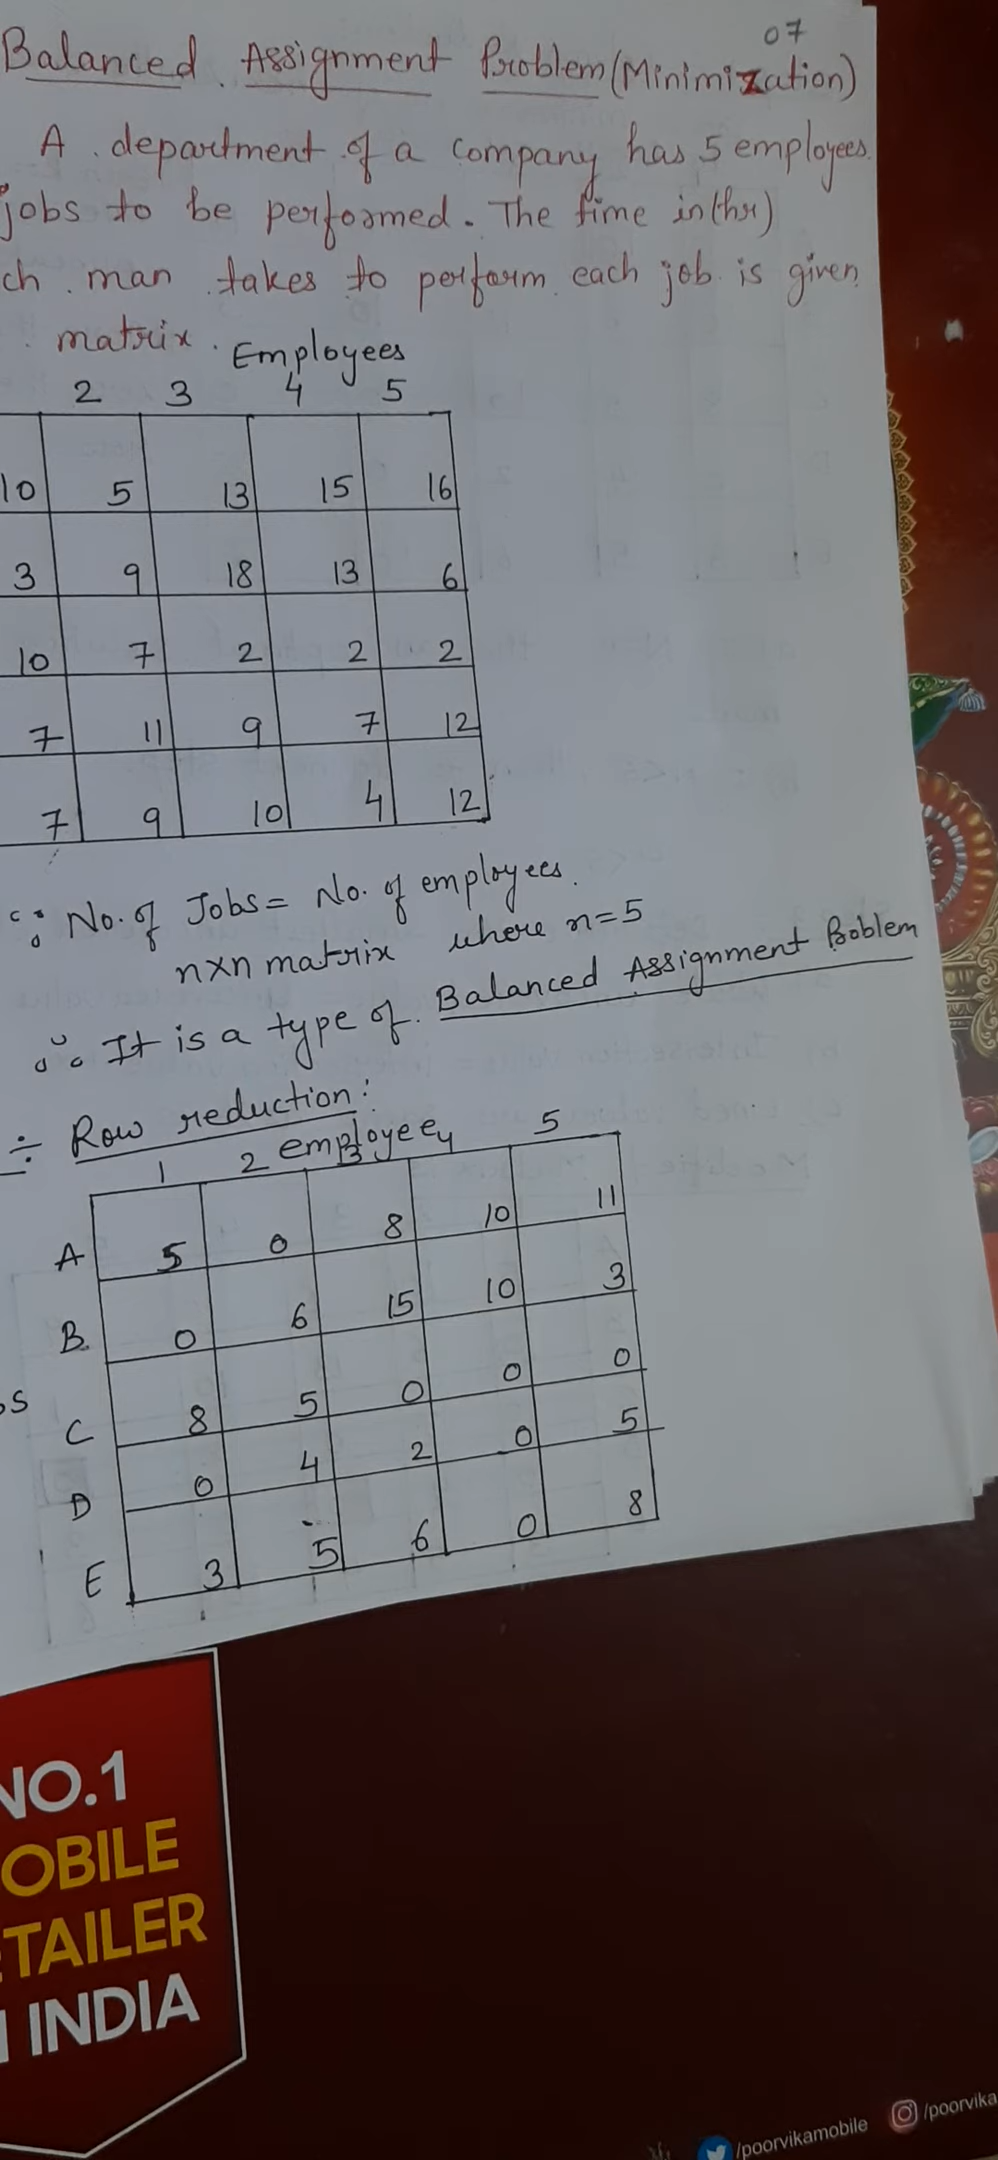 07
Balanced Assignment Problem (Minimization)
A department of a company has 5 employees.
jobs to be performed. The time in(hr)
ch man takes to perform each job is given
matrix. Employees
2 3 4 5
10 5 13 15 16
3 9 18 13 6
10 7 2 2 2
7 11 9 7 12
7 9 10 4 12
∵ No. of Jobs = No. of employees.
n×n matrix where n=5
∴ It is a type of Balanced Assignment Poblem
÷ Row reduction:
employee
1 2 3 4 5
A 5 0 8 10 11
B 0 6 15 10 3
C 8 5 0 0 0
D 0 4 2 0 5
E 3 5 6 0 8
bs
NO.1
OBILE
ETAILER
INDIA
/poorvikamobile
/poorvika